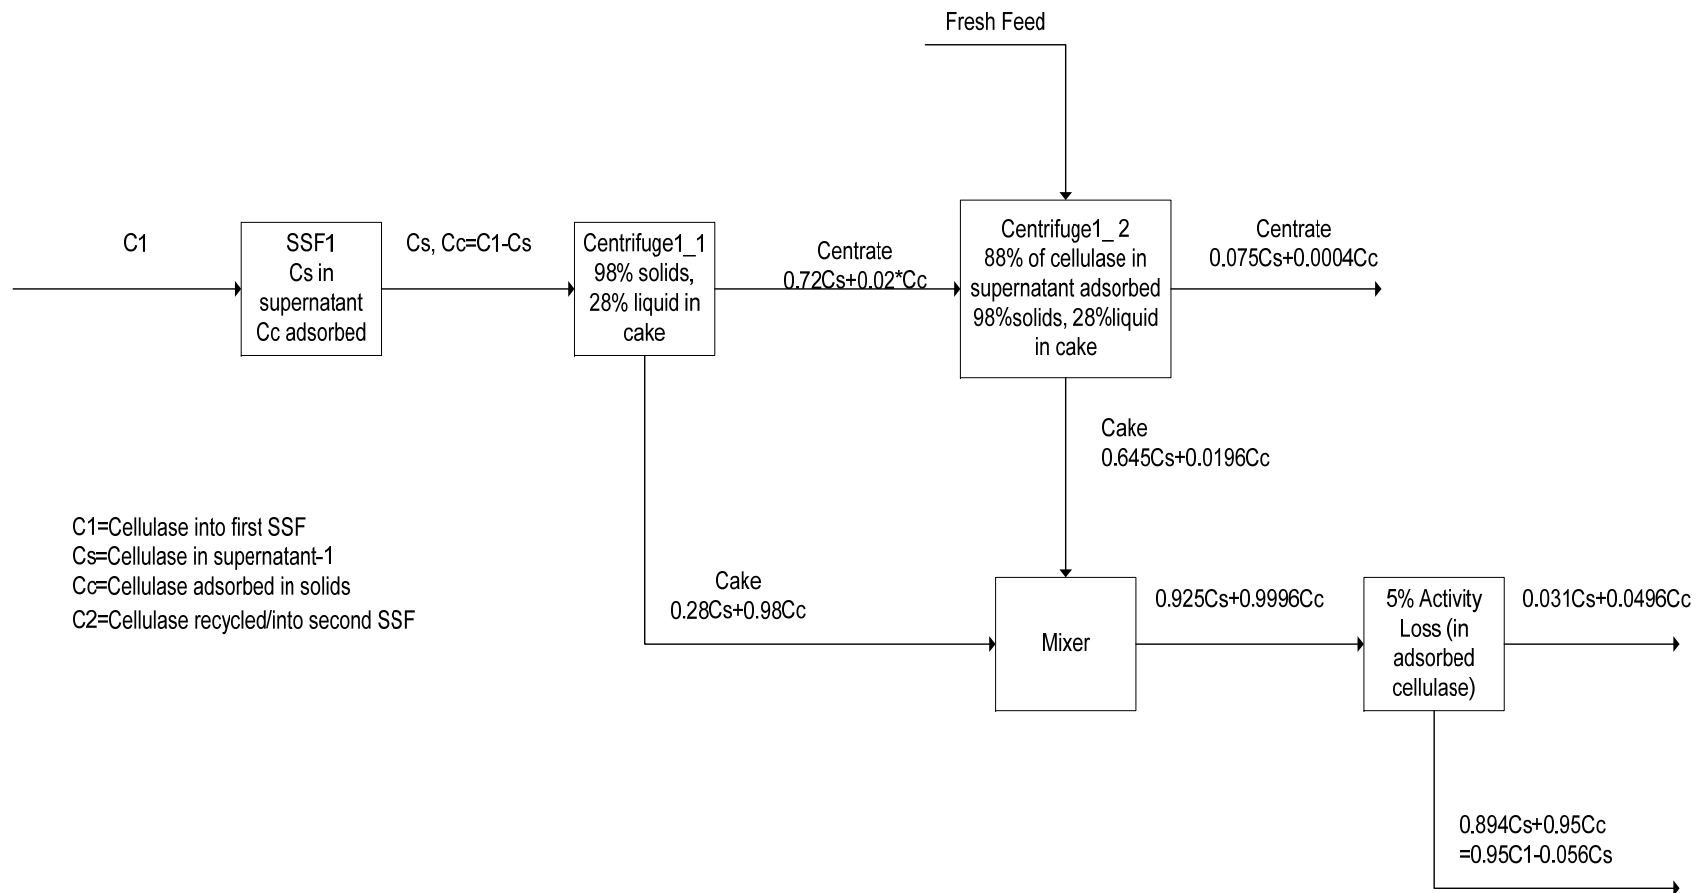 Fresh Feed
C1
SSF1
Cs in
supernatant
Cc adsorbed
Cs, Cc=C1-Cs
Centrifuge1_1
98% solids,
28% liquid in
cake
Centrate
0.72Cs+0.02*Cc
Centrifuge1_ 2
88% of cellulase in
supernatant adsorbed
98%solids, 28%liquid
in cake
Centrate
0.075Cs+0.0004Cc
Cake
0.645Cs+0.0196Cc
C1=Cellulase into first SSF
Cs=Cellulase in supernatant-1
Cc=Cellulase adsorbed in solids
C2=Cellulase recycled/into second SSF
Cake
0.28Cs+0.98Cc
Mixer
0.925Cs+0.9996Cc
5% Activity
Loss (in
adsorbed
cellulase)
0.031Cs+0.0496Cc
0.894Cs+0.95Cc
=0.95C1-0.056Cs